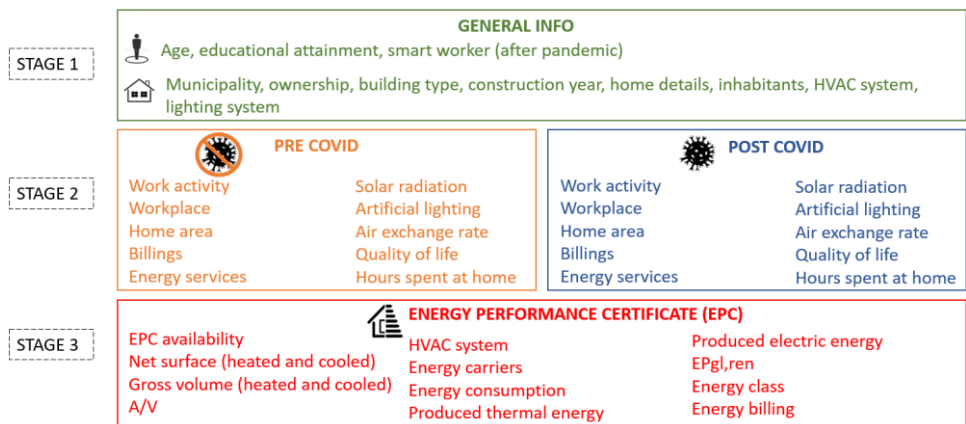 STAGE 1
GENERAL INFO
Age, educational attainment, smart worker (after pandemic)
Municipality, ownership, building type, construction year, home details, inhabitants, HVAC system,
lighting system
STAGE 2
PRE COVID
Work activity
Workplace
Home area
Billings
Energy services
Solar radiation
Artificial lighting
Air exchange rate
Quality of life
Hours spent at home
POST COVID
Work activity
Workplace
Home area
Billings
Energy services
Solar radiation
Artificial lighting
Air exchange rate
Quality of life
Hours spent at home
STAGE 3
ENERGY PERFORMANCE CERTIFICATE (EPC)
EPC availability
Net surface (heated and cooled)
Gross volume (heated and cooled)
A/V
HVAC system
Energy carriers
Energy consumption
Produced thermal energy
Produced electric energy
EPgl,ren
Energy class
Energy billing